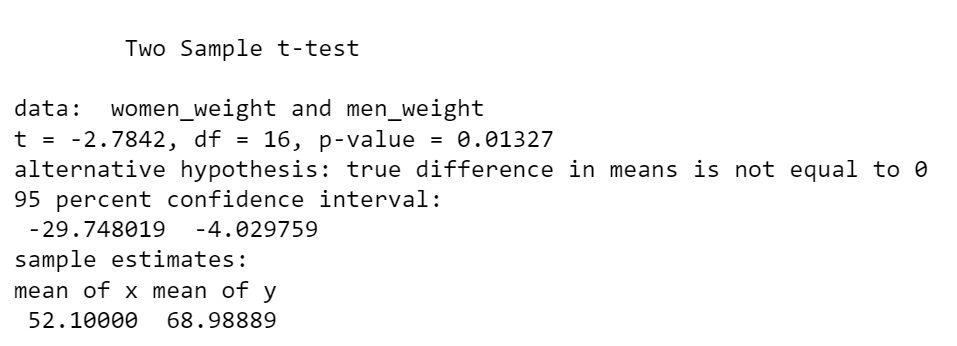 Two Sample t-test
data:  women_weight and men_weight
t = -2.7842, df = 16, p-value = 0.01327
alternative hypothesis: true difference in means is not equal to 0
95 percent confidence interval:
 -29.748019  -4.029759
sample estimates:
mean of x mean of y
 52.10000  68.98889